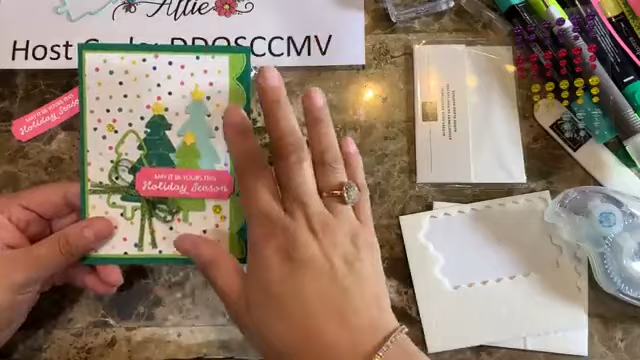 Allie
Host Code: DDQSCCMV
MAY IT BE YOURS THIS
Holiday Season
MAY IT BE YOURS THIS
Holiday Season